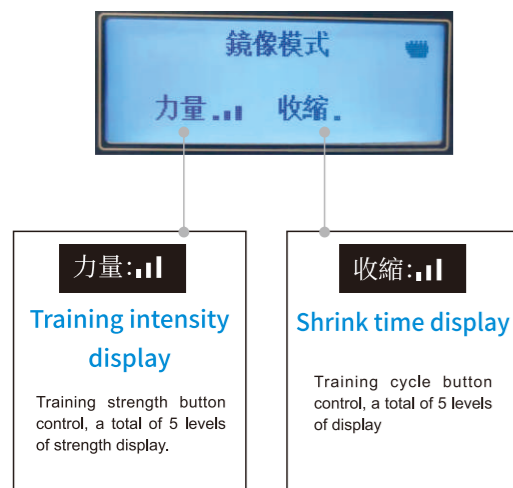 鏡像模式
力量 收缩
力量:
收縮:
Training intensity
display
Shrink time display
Training strength button
control, a total of 5 levels
of strength display.
Training cycle button
control, a total of 5 levels
of display